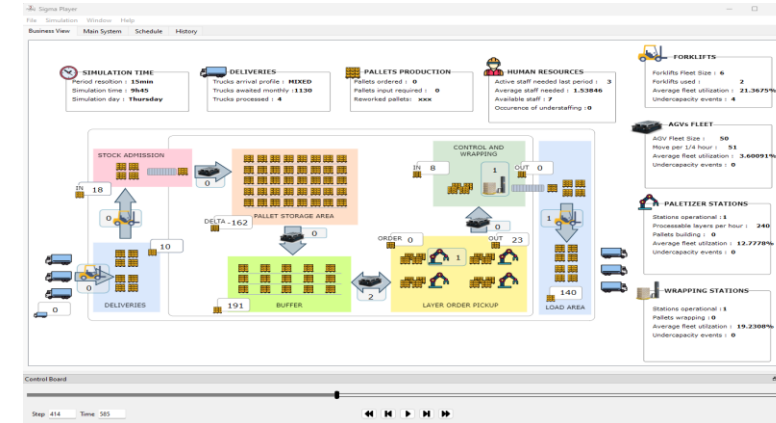 Sigma Player
File Simulation Window Help
Business View Main System Schedule History
SIMULATION TIME
Period resoltion : 15min
Simulation time : 9h45
Simulation day : Thursday
DELIVERIES
Trucks arrival profile : MIXED
Trucks awaited monthly :1130
Trucks processed : 4
PALLETS PRODUCTION
Pallets ordered : 0
Pallets input required : 0
Reworked pallets: xxx
HUMAN RESOURCES
Active staff needed last period : 3
Average staff needed : 1.53846
Available staff : 7
Occurence of understaffing :0
FORKLIFTS
Forklifts Fleet Size : 6
Forklifts used : 2
Average fleet utilization : 21.3675%
Undercapacity events : 4
AGVs FLEET
AGV Fleet Size : 50
Move per 1/4 hour : 51
Average fleet utilization : 3.60091%
Undercapacity events : 0
PALETIZER STATIONS
Stations operational :1
Processable layers per hour : 240
Pallets building : 0
Average fleet utilization : 12.7778%
Undercapacity events : 0
WRAPPING STATIONS
Stations operational :1
Pallets wrapping : 0
Average fleet utilization : 19.2308%
Undercapacity events : 0
STOCK ADMISSION
IN 18
0
0
10
0
0
DELIVERIES
PALLET STORAGE AREA
DELTA -162
0
191
BUFFER
2
CONTROL AND
WRAPPING
IN 8
1
OUT 0
0
ORDER 0
OUT 23
1
LAYER ORDER PICKUP
1
140
LOAD AREA
Control Board
Step 414 Time 585